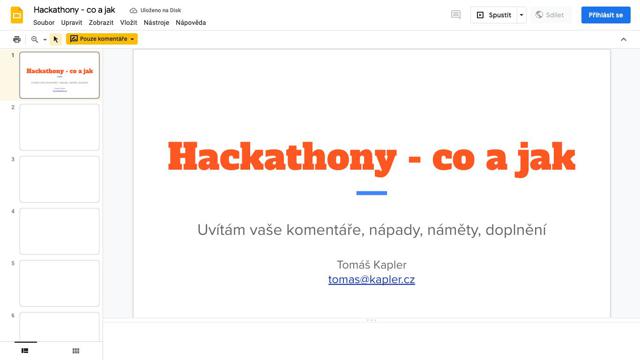 Hackathony - co a jak
Uloženo na Disk
Soubor Upravit Zobrazit Vložit Nástroje Nápověda
Spustit
Sdílet
Přihlásit se
Pouze komentáře
1
Hackathony - co a jak
2
3
4
5
6
Hackathony - co a jak
Uvítám vaše komentáře, nápady, náměty, doplnění
Tomáš Kapler
tomas@kapler.cz